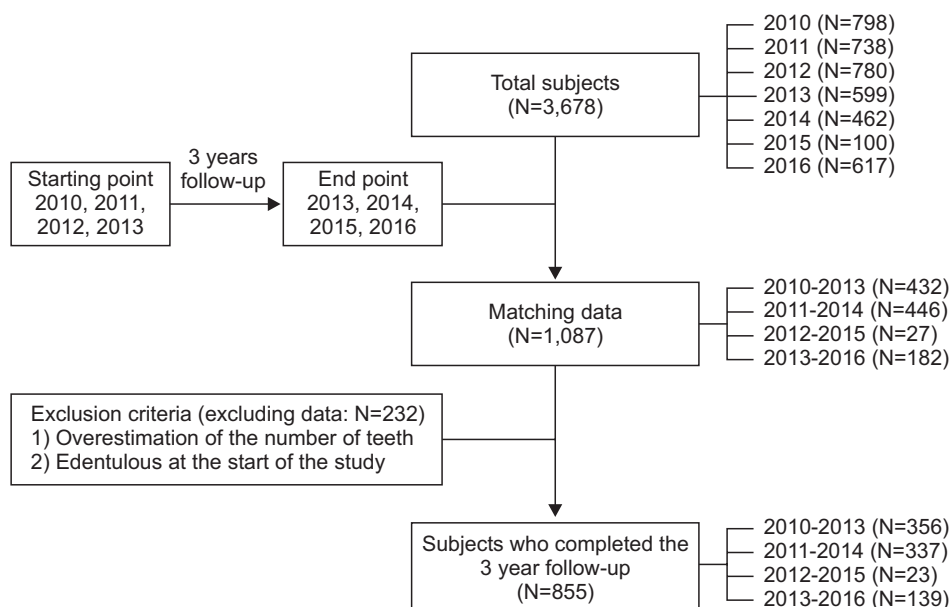 Total subjects
(N=3,678)
2010 (N=798)
2011 (N=738)
2012 (N=780)
2013 (N=599)
2014 (N=462)
2015 (N=100)
2016 (N=617)
Starting point
2010, 2011,
2012, 2013
3 years
follow-up
End point
2013, 2014,
2015, 2016
Matching data
(N=1,087)
2010-2013 (N=432)
2011-2014 (N=446)
2012-2015 (N=27)
2013-2016 (N=182)
Exclusion criteria (excluding data: N=232)
1) Overestimation of the number of teeth
2) Edentulous at the start of the study
Subjects who completed the
3 year follow-up
(N=855)
2010-2013 (N=356)
2011-2014 (N=337)
2012-2015 (N=23)
2013-2016 (N=139)